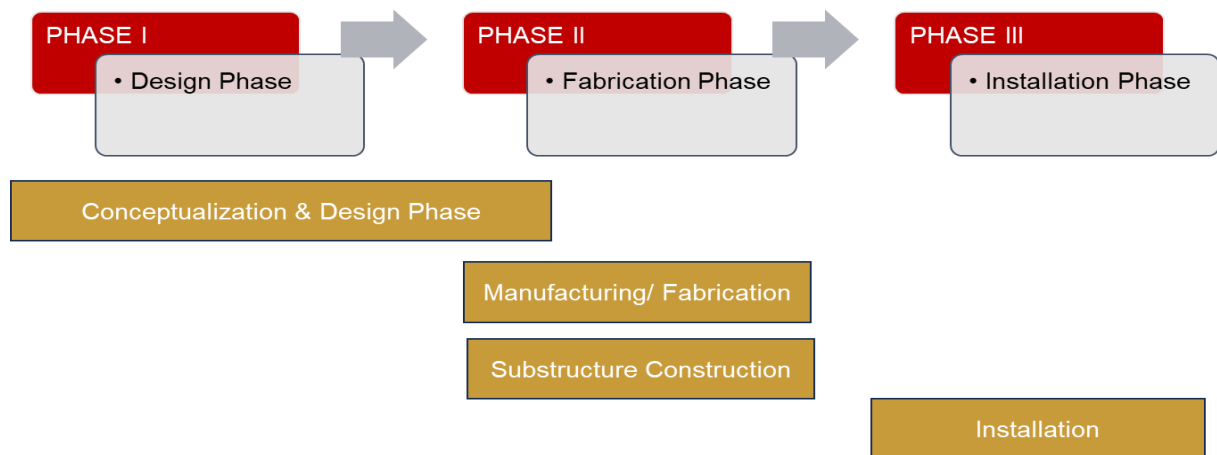 PHASE I
• Design Phase
PHASE II
• Fabrication Phase
PHASE III
• Installation Phase
Conceptualization & Design Phase
Manufacturing/ Fabrication
Substructure Construction
Installation